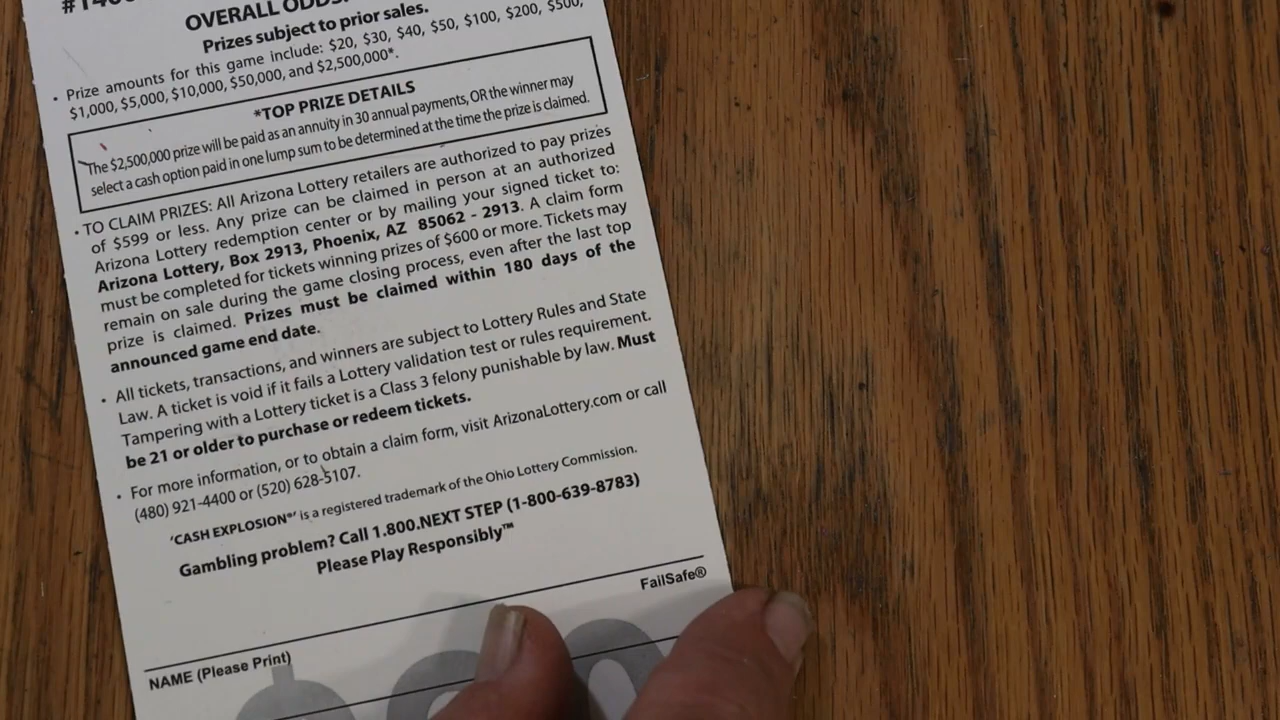 OVERALL ODDS:
Prizes subject to prior sales.
• Prize amounts for this game include: $20, $30, $40, $50, $100, $200, $500,
$1,000, $5,000, $10,000, $50,000, and $2,500,000*.
*TOP PRIZE DETAILS
The $2,500,000 prize will be paid as an annuity in 30 annual payments, OR the winner may
select a cash option paid in one lump sum to be determined at the time the prize is claimed.
• TO CLAIM PRIZES: All Arizona Lottery retailers are authorized to pay prizes
of $599 or less. Any prize can be claimed in person at an authorized
Arizona Lottery redemption center or by mailing your signed ticket to:
Arizona Lottery, Box 2913, Phoenix, AZ 85062 - 2913. A claim form
must be completed for tickets winning prizes of $600 or more. Tickets may
remain on sale during the game closing process, even after the last top
prize is claimed. Prizes must be claimed within 180 days of the
announced game end date.
• All tickets, transactions, and winners are subject to Lottery Rules and State
Law. A ticket is void if it fails a Lottery validation test or rules requirement.
Tampering with a Lottery ticket is a Class 3 felony punishable by law. Must
be 21 or older to purchase or redeem tickets.
• For more information, or to obtain a claim form, visit ArizonaLottery.com or call
(480) 921-4400 or (520) 628-5107.
'CASH EXPLOSION®' is a registered trademark of the Ohio Lottery Commission.
Gambling problem? Call 1.800.NEXT STEP (1-800-639-8783)
Please Play Responsibly™
FailSafe®
NAME (Please Print)